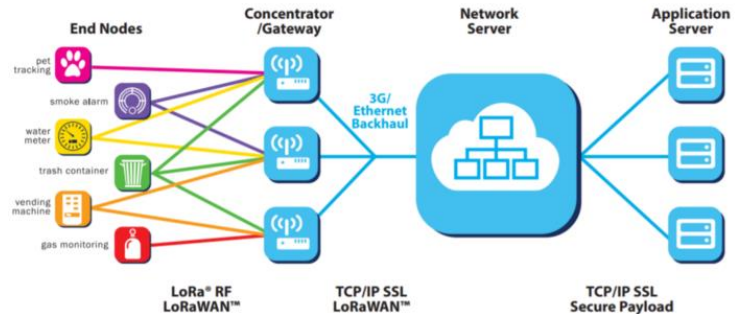 End Nodes
Concentrator
/Gateway
Network
Server
Application
Server
pet
tracking
smoke alarm
water
meter
trash container
vending
machine
gas monitoring
3G/
Ethernet
Backhaul
LoRa® RF
LoRaWAN™
TCP/IP SSL
LoRaWAN™
TCP/IP SSL
Secure Payload